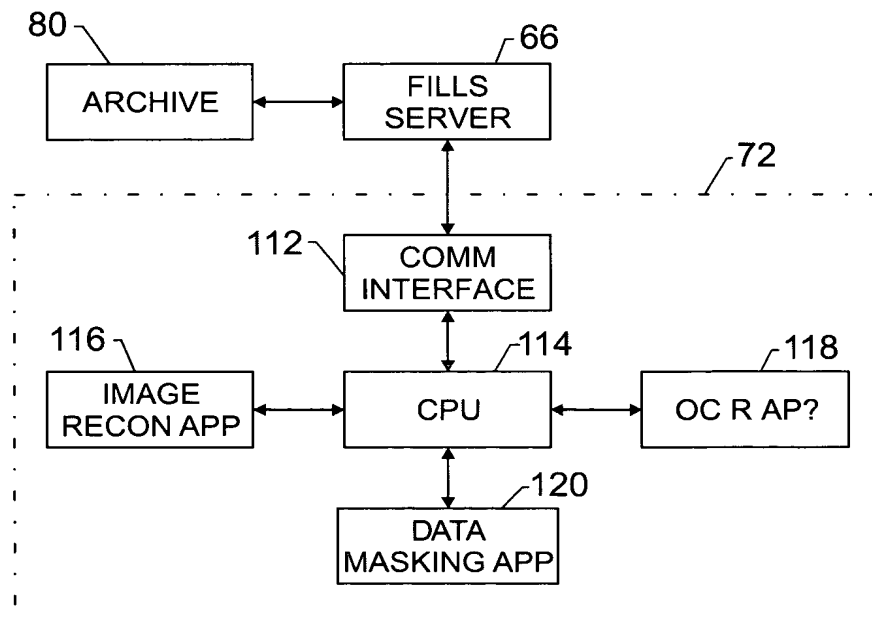 80
66
ARCHIVE
FILLS
SERVER
72
112
COMM
INTERFACE
116
114
118
IMAGE
RECON APP
CPU
OC R AP?
120
DATA
MASKING APP